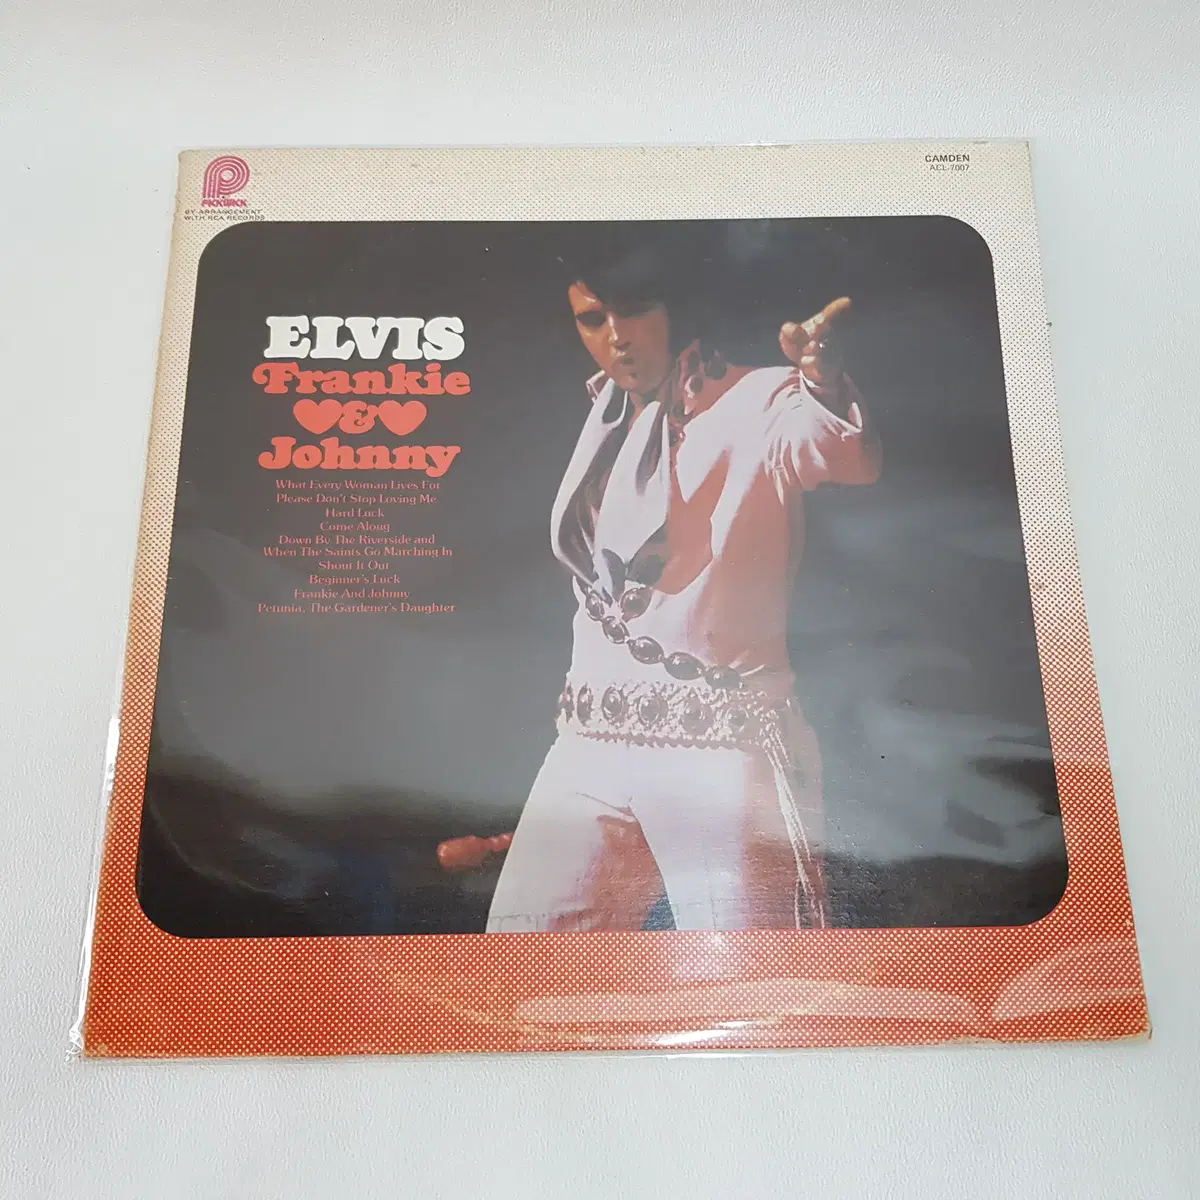 PICKWICK
BY ARRANGEMENT
WITH RCA RECORDS
CAMDEN
ACL-7007
ELVIS
Frankie
&
Johnny
What Every Woman Lives For
Please Don't Stop Loving Me
Hard Luck
Come Along
Down By The Riverside and
When The Saints Go Marching In
Shout It Out
Beginner's Luck
Frankie And Johnny
Petunia, The Gardener's Daughter